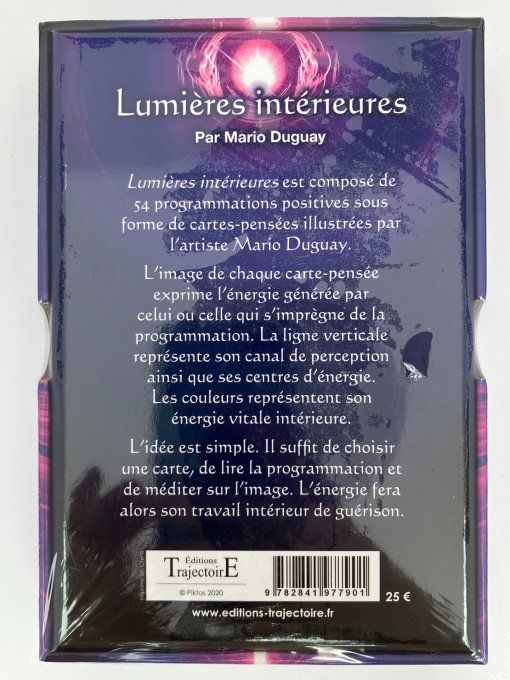 Lumières intérieures
Par Mario Duguay
Lumières intérieures est composé de
54 programmations positives sous
forme de cartes-pensées illustrées par
l'artiste Mario Duguay.
L'image de chaque carte-pensée
exprime l'énergie générée par
celui ou celle qui s'imprègne de la
programmation. La ligne verticale
représente son canal de perception
ainsi que ses centres d'énergie.
Les couleurs représentent son
énergie vitale intérieure.
L'idée est simple. Il suffit de choisir
une carte, de lire la programmation et
de méditer sur l'image. L'énergie fera
alors son travail intérieur de guérison.
Éditions
TrajectoirE
© Piktos 2020
9 782841 977901
25 €
www.editions-trajectoire.fr